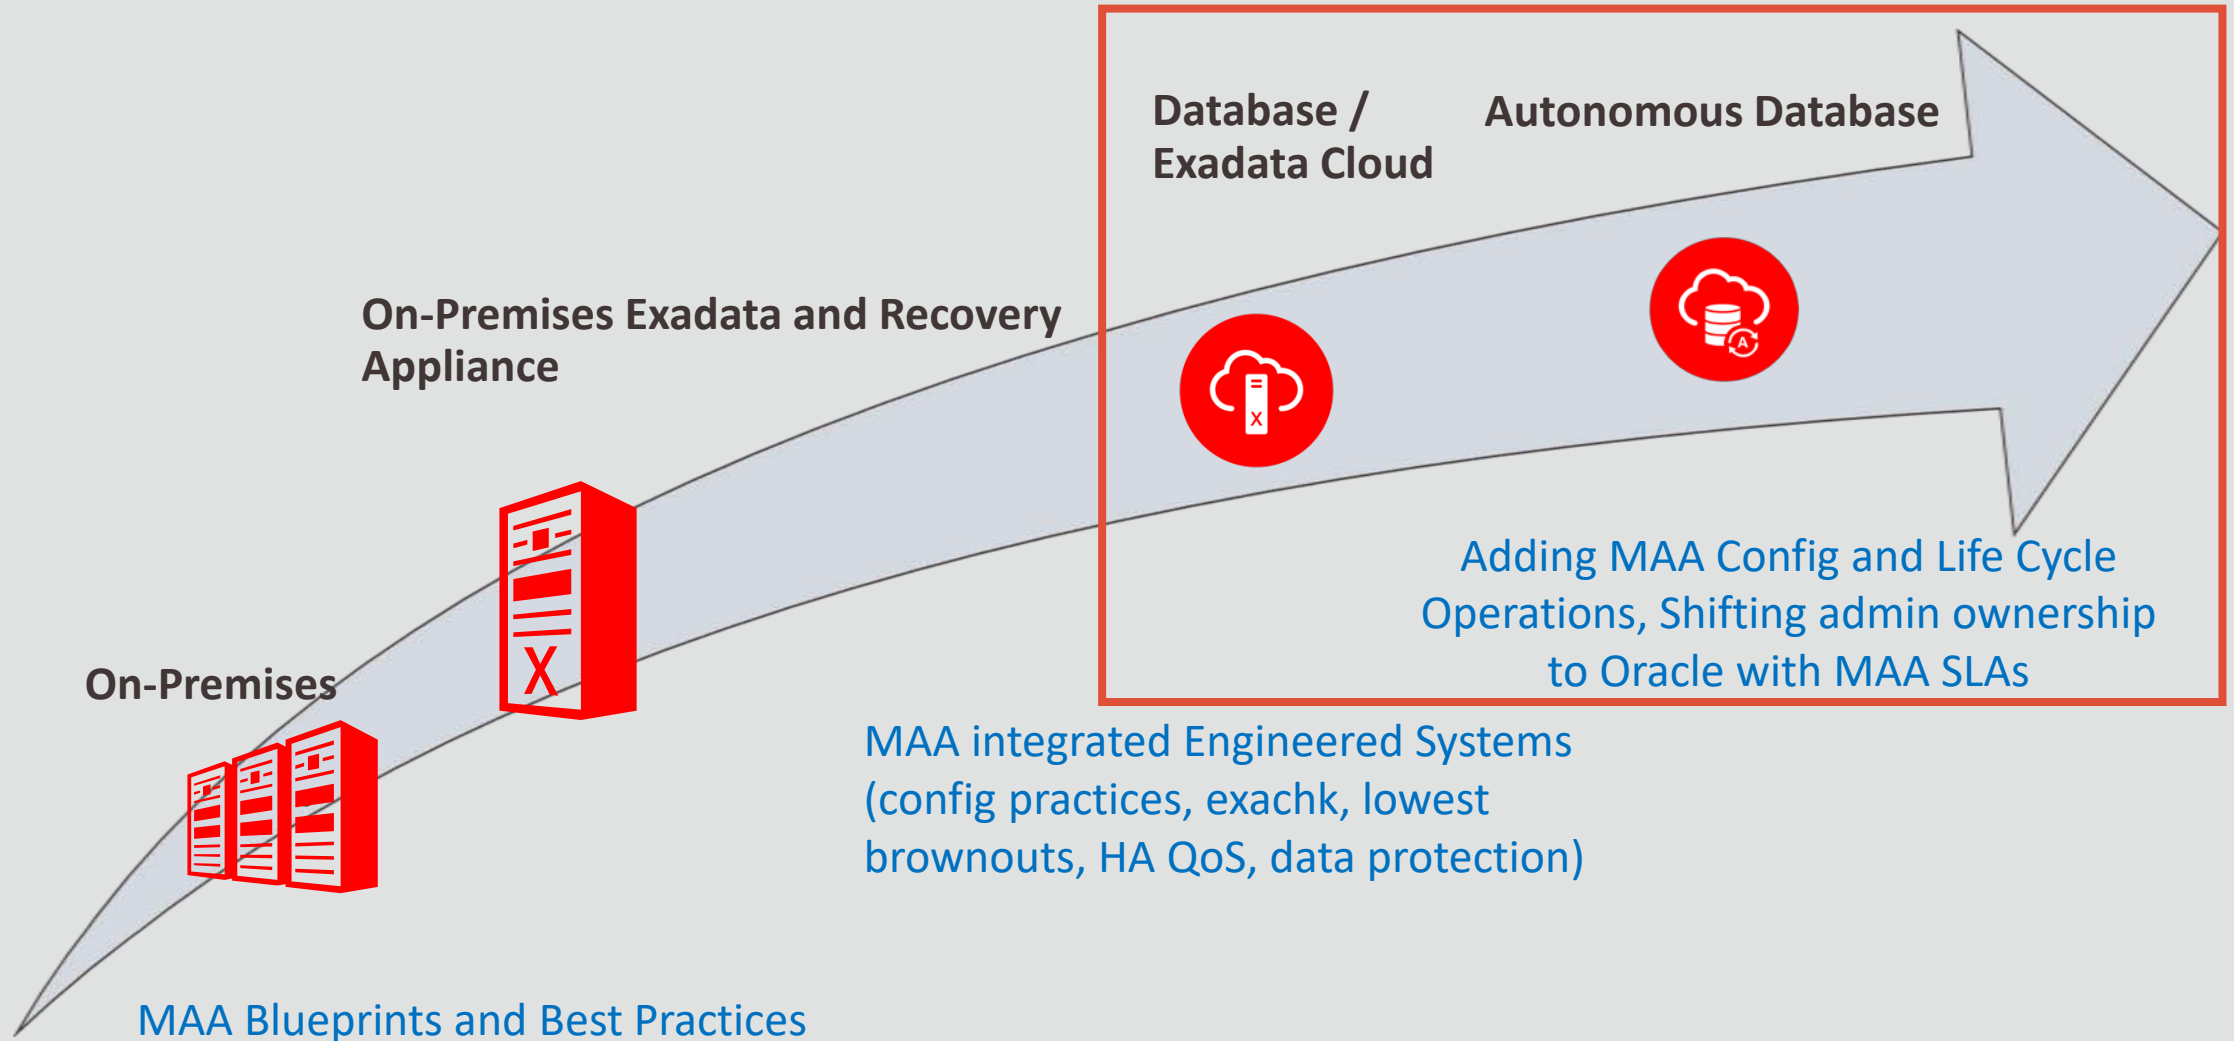 Database /
Exadata Cloud
Autonomous Database
On-Premises Exadata and Recovery
Appliance
X
A
Adding MAA Config and Life Cycle
Operations, Shifting admin ownership
to Oracle with MAA SLAs
On-Premises
X
MAA integrated Engineered Systems
(config practices, exachk, lowest
brownouts, HA QoS, data protection)
MAA Blueprints and Best Practices